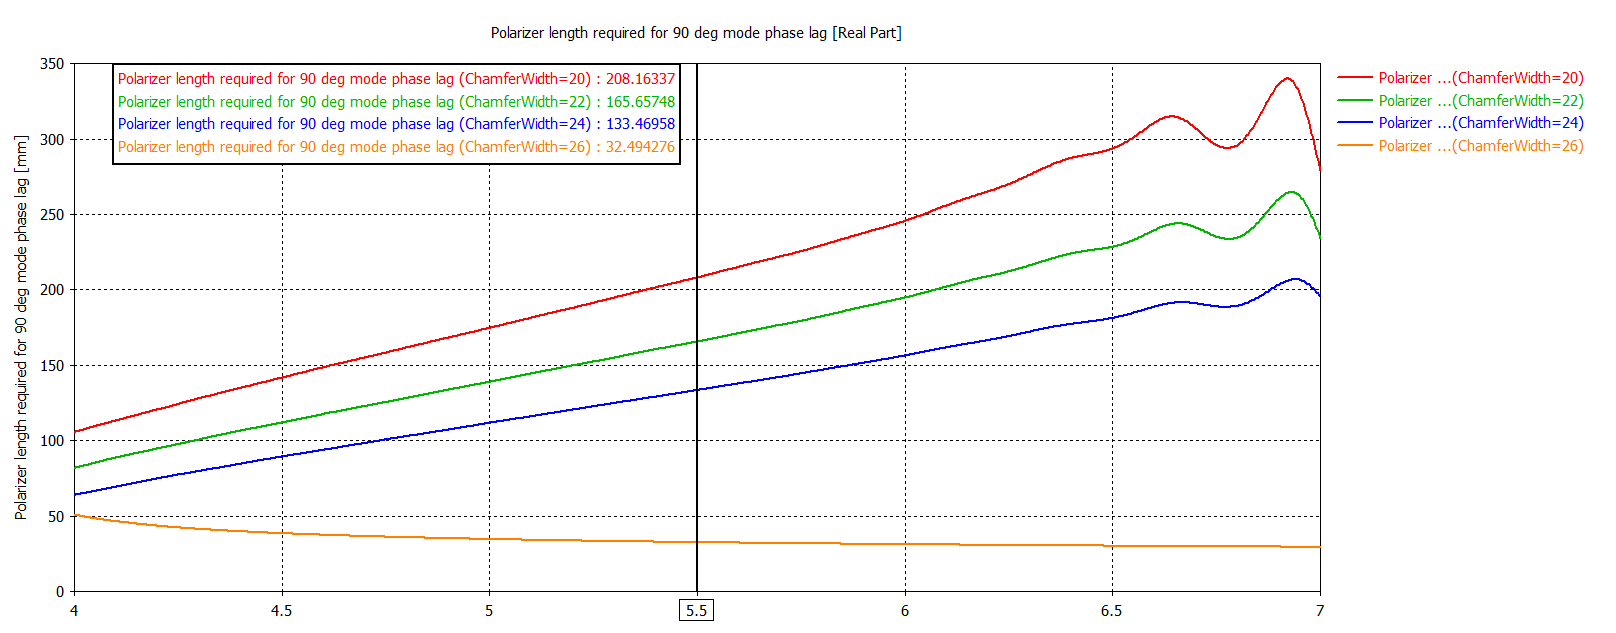 Polarizer length required for 90 deg mode phase lag [Real Part]
Polarizer length required for 90 deg mode phase lag (ChamferWidth=20) : 208.16337
Polarizer length required for 90 deg mode phase lag (ChamferWidth=22) : 165.65748
Polarizer length required for 90 deg mode phase lag (ChamferWidth=24) : 133.46958
Polarizer length required for 90 deg mode phase lag (ChamferWidth=26) : 32.494276
Polarizer ...(ChamferWidth=20)
Polarizer ...(ChamferWidth=22)
Polarizer ...(ChamferWidth=24)
Polarizer ...(ChamferWidth=26)
Polarizer length required for 90 deg mode phase lag [mm]
350
300
250
200
150
100
50
0
4
4.5
5
5.5
6
6.5
7